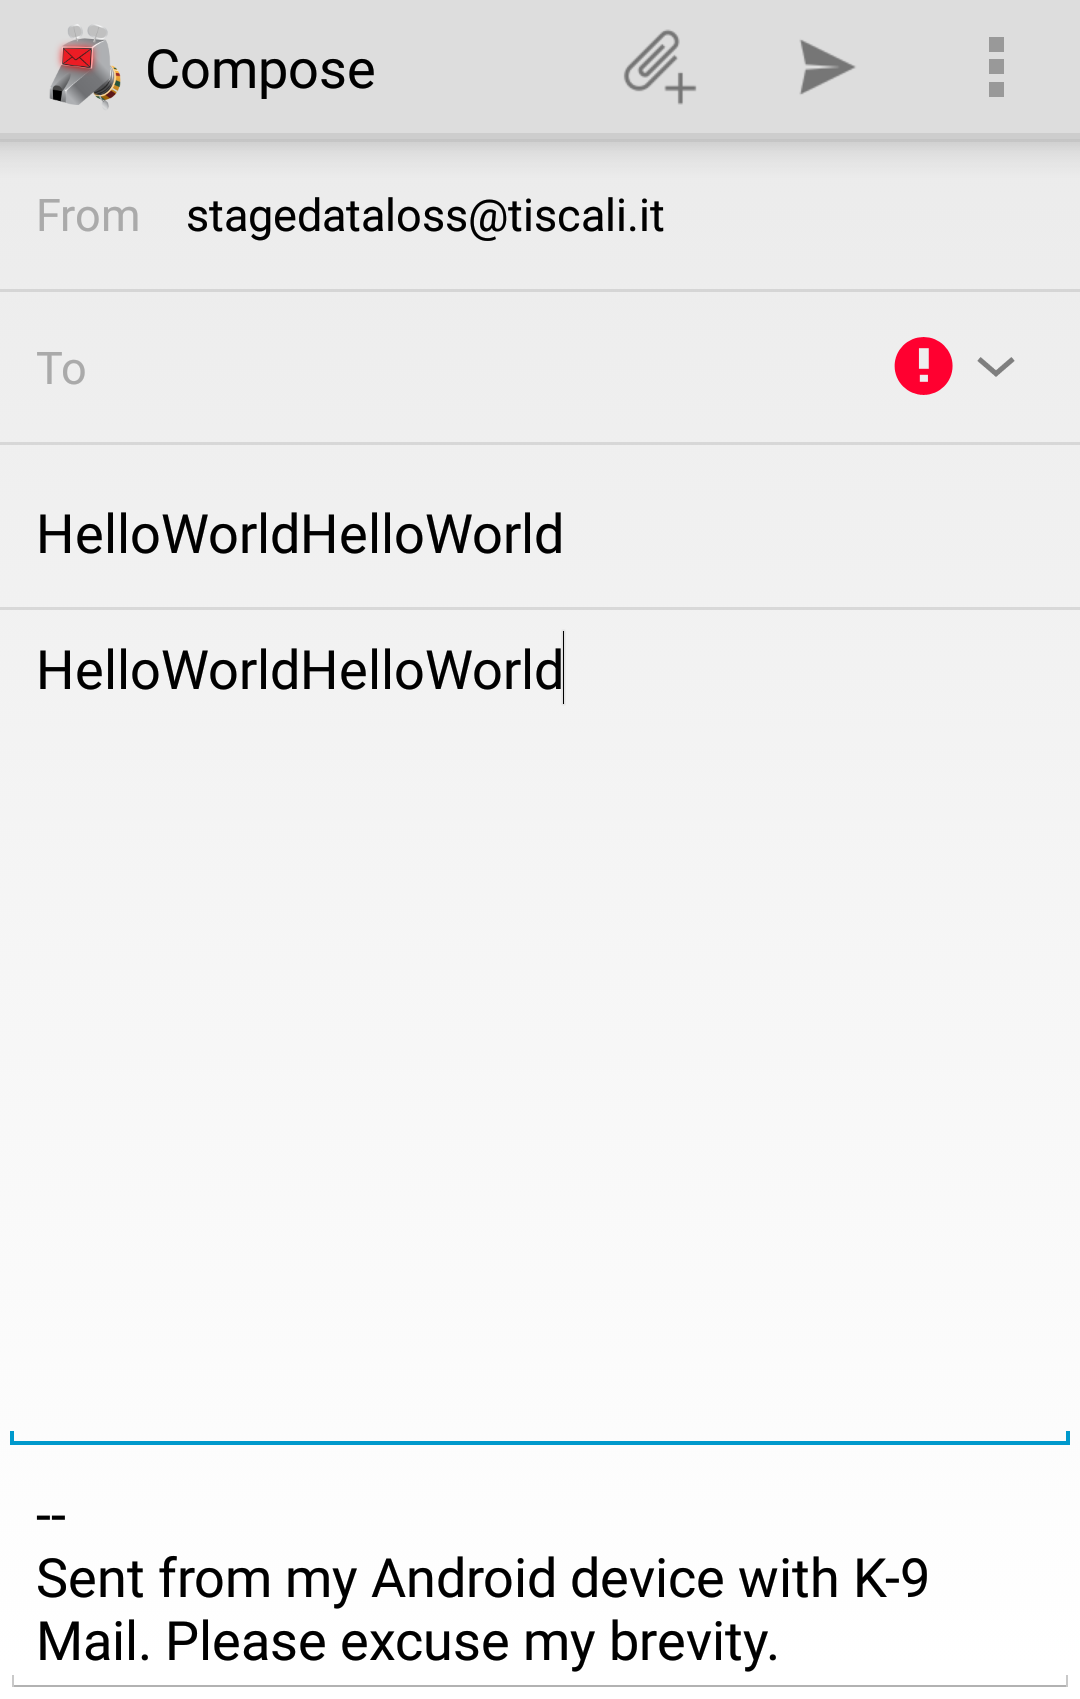 Compose
From stagedataloss@tiscali.it
To
HelloWorldHelloWorld
HelloWorldHelloWorld
--
Sent from my Android device with K-9
Mail. Please excuse my brevity.